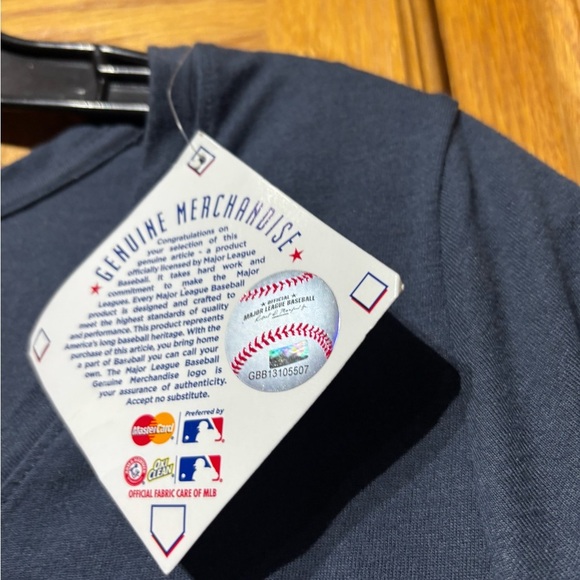 GENUINE MERCHANDISE
Congratulations on
your selection of this
genuine article - a product
officially licensed by Major League
Baseball. It takes hard work and
commitment to make the Major
Leagues. Every Major League Baseball
product is designed and crafted to
meet the highest standards of quality
and performance. This product represents
America's long baseball heritage. With the
purchase of this article, you bring home
a part of Baseball you can call your
own. The Major League Baseball
Genuine Merchandise logo is
your assurance of authenticity.
Accept no substitute.
OFFICIAL
MAJOR LEAGUE BASEBALL
GBB13105507
Preferred by
MasterCard
ARM & HAMMER
OXI
CLEAN
OFFICIAL FABRIC CARE OF MLB